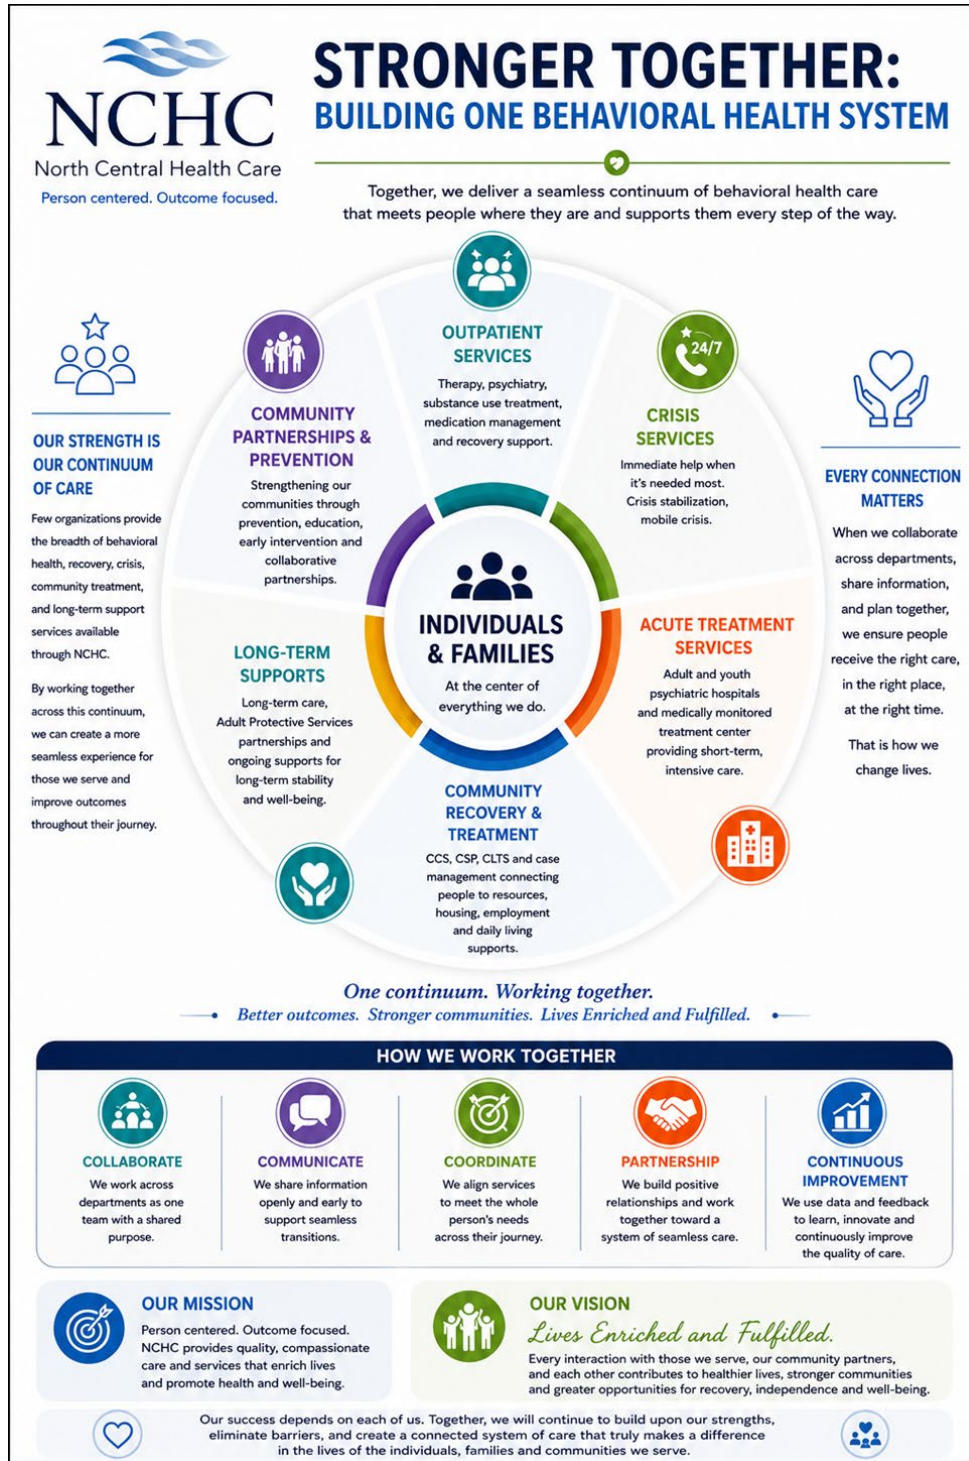 NCHC
North Central Health Care
Person centered. Outcome focused.
STRONGER TOGETHER:
BUILDING ONE BEHAVIORAL HEALTH SYSTEM
Together, we deliver a seamless continuum of behavioral health care
that meets people where they are and supports them every step of the way.
OUR STRENGTH IS
OUR CONTINUUM
OF CARE
Few organizations provide
the breadth of behavioral
health, recovery, crisis,
community treatment,
and long-term support
services available
through NCHC.
By working together
across this continuum,
we can create a more
seamless experience for
those we serve and
improve outcomes
throughout their journey.
OUTPATIENT
SERVICES
Therapy, psychiatry,
substance use treatment,
medication management
and recovery support.
24/7
CRISIS
SERVICES
Immediate help when
it's needed most.
Crisis stabilization,
mobile crisis.
ACUTE TREATMENT
SERVICES
Adult and youth
psychiatric hospitals
and medically monitored
treatment center
providing short-term,
intensive care.
COMMUNITY
RECOVERY &
TREATMENT
CCS, CSP, CLTS and case
management connecting
people to resources,
housing, employment
and daily living
supports.
LONG-TERM
SUPPORTS
Long-term care,
Adult Protective Services
partnerships and
ongoing supports for
long-term stability
and well-being.
COMMUNITY
PARTNERSHIPS &
PREVENTION
Strengthening our
communities through
prevention, education,
early intervention and
collaborative
partnerships.
INDIVIDUALS
& FAMILIES
At the center of
everything we do.
EVERY CONNECTION
MATTERS
When we collaborate
across departments,
share information,
and plan together,
we ensure people
receive the right care,
in the right place,
at the right time.
That is how we
change lives.
One continuum. Working together.
Better outcomes. Stronger communities. Lives Enriched and Fulfilled.
HOW WE WORK TOGETHER
COLLABORATE
We work across
departments as one
team with a shared
purpose.
COMMUNICATE
We share information
openly and early to
support seamless
transitions.
COORDINATE
We align services
to meet the whole
person's needs
across their journey.
PARTNERSHIP
We build positive
relationships and work
together toward a
system of seamless care.
CONTINUOUS
IMPROVEMENT
We use data and feedback
to learn, innovate and
continuously improve
the quality of care.
OUR MISSION
Person centered. Outcome focused.
NCHC provides quality, compassionate
care and services that enrich lives
and promote health and well-being.
OUR VISION
Lives Enriched and Fulfilled.
Every interaction with those we serve, our community partners,
and each other contributes to healthier lives, stronger communities
and greater opportunities for recovery, independence and well-being.
Our success depends on each of us. Together, we will continue to build upon our strengths,
eliminate barriers, and create a connected system of care that truly makes a difference
in the lives of the individuals, families and communities we serve.